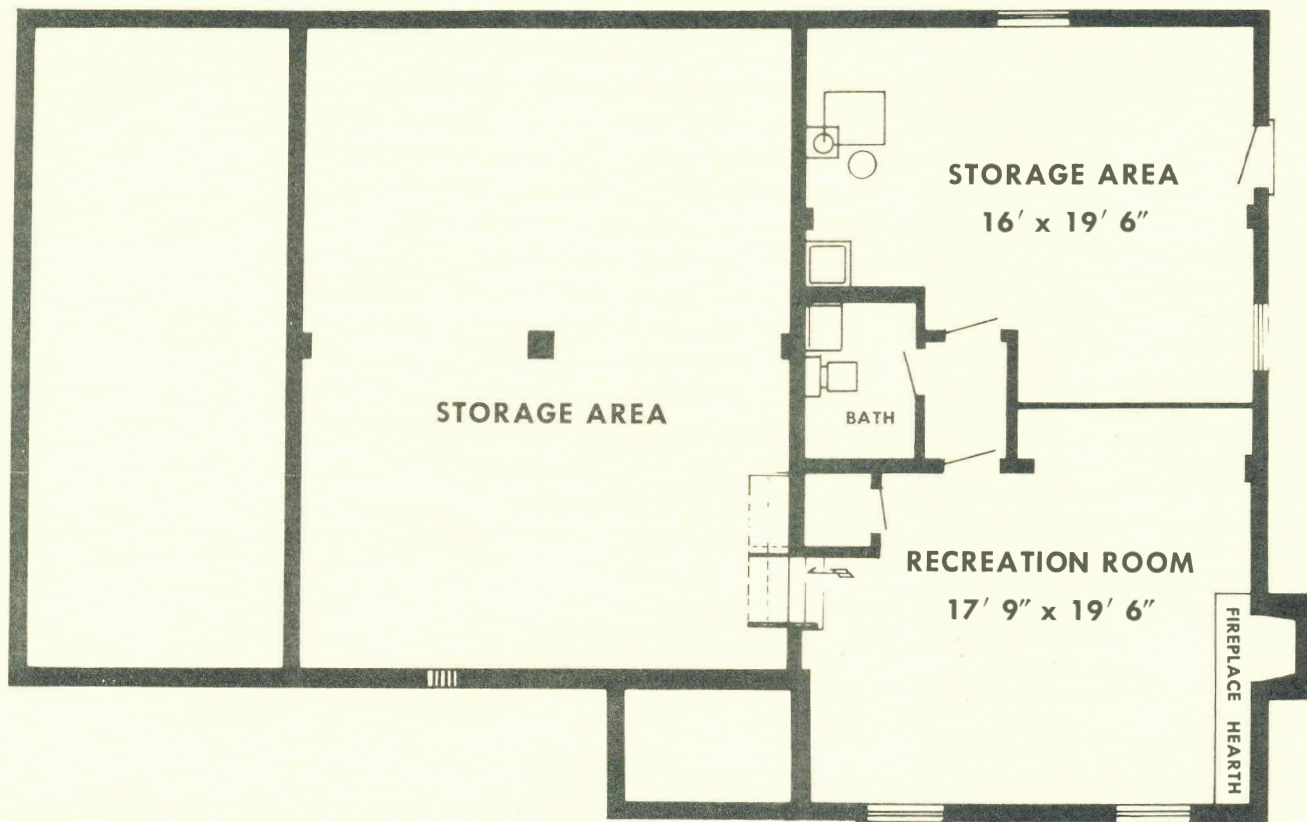 STORAGE AREA
16′ x 19′ 6″
STORAGE AREA
BATH
RECREATION ROOM
17′ 9″ x 19′ 6″
FIREPLACE HEARTH